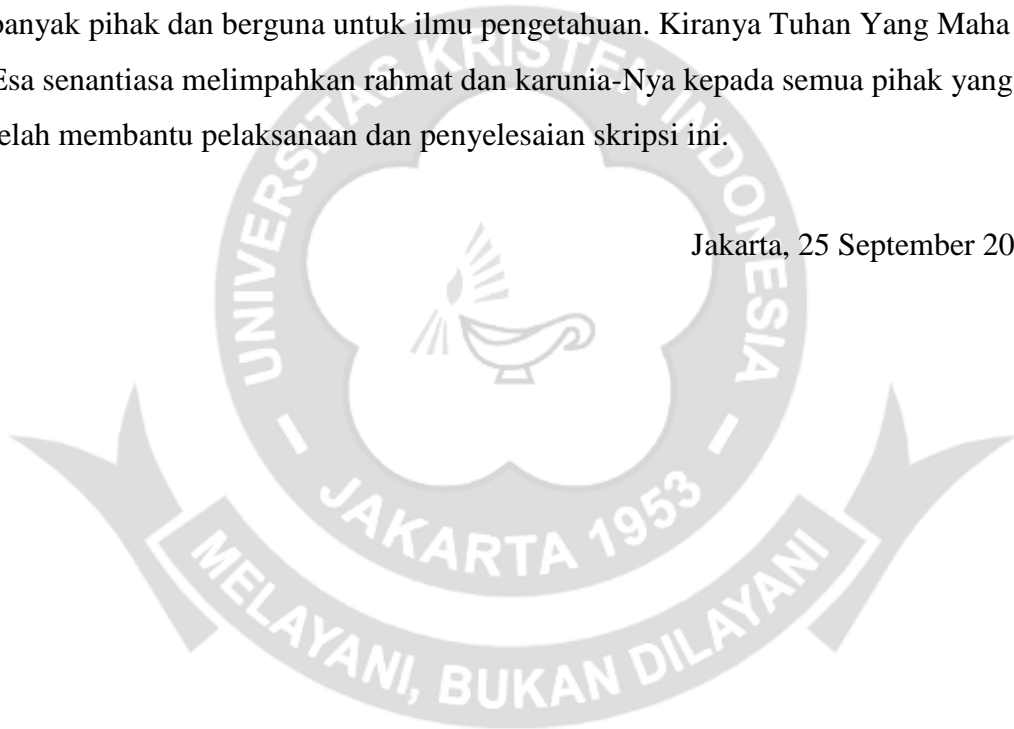 banyak pihak dan berguna untuk ilmu pengetahuan. Kiranya Tuhan Yang Maha
Esa senantiasa melimpahkan rahmat dan karunia-Nya kepada semua pihak yang
telah membantu pelaksanaan dan penyelesaian skripsi ini.
Jakarta, 25 September 20
UNIVERSITAS KRISTEN INDONESIA
JAKARTA 1953
MELAYANI, BUKAN DILAYANI